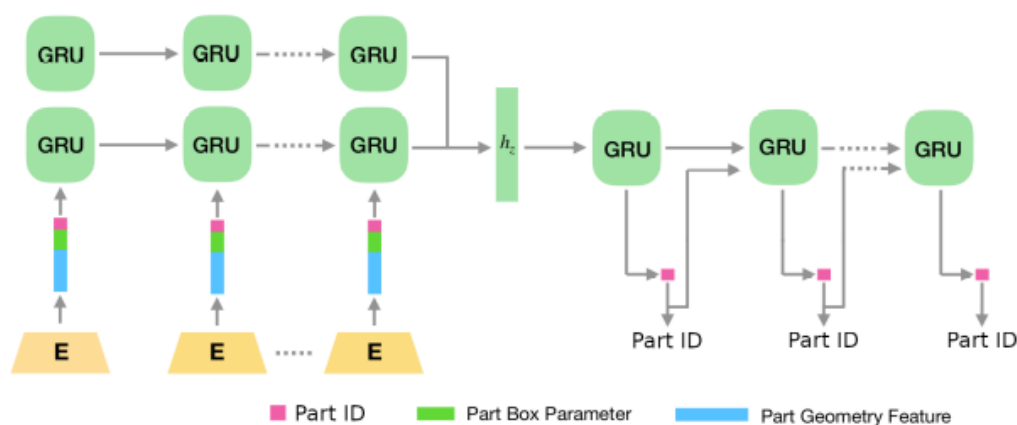 GRU GRU GRU
GRU GRU GRU
h_z
GRU GRU GRU
Part ID Part ID Part ID
E E E
Part ID Part Box Parameter Part Geometry Feature